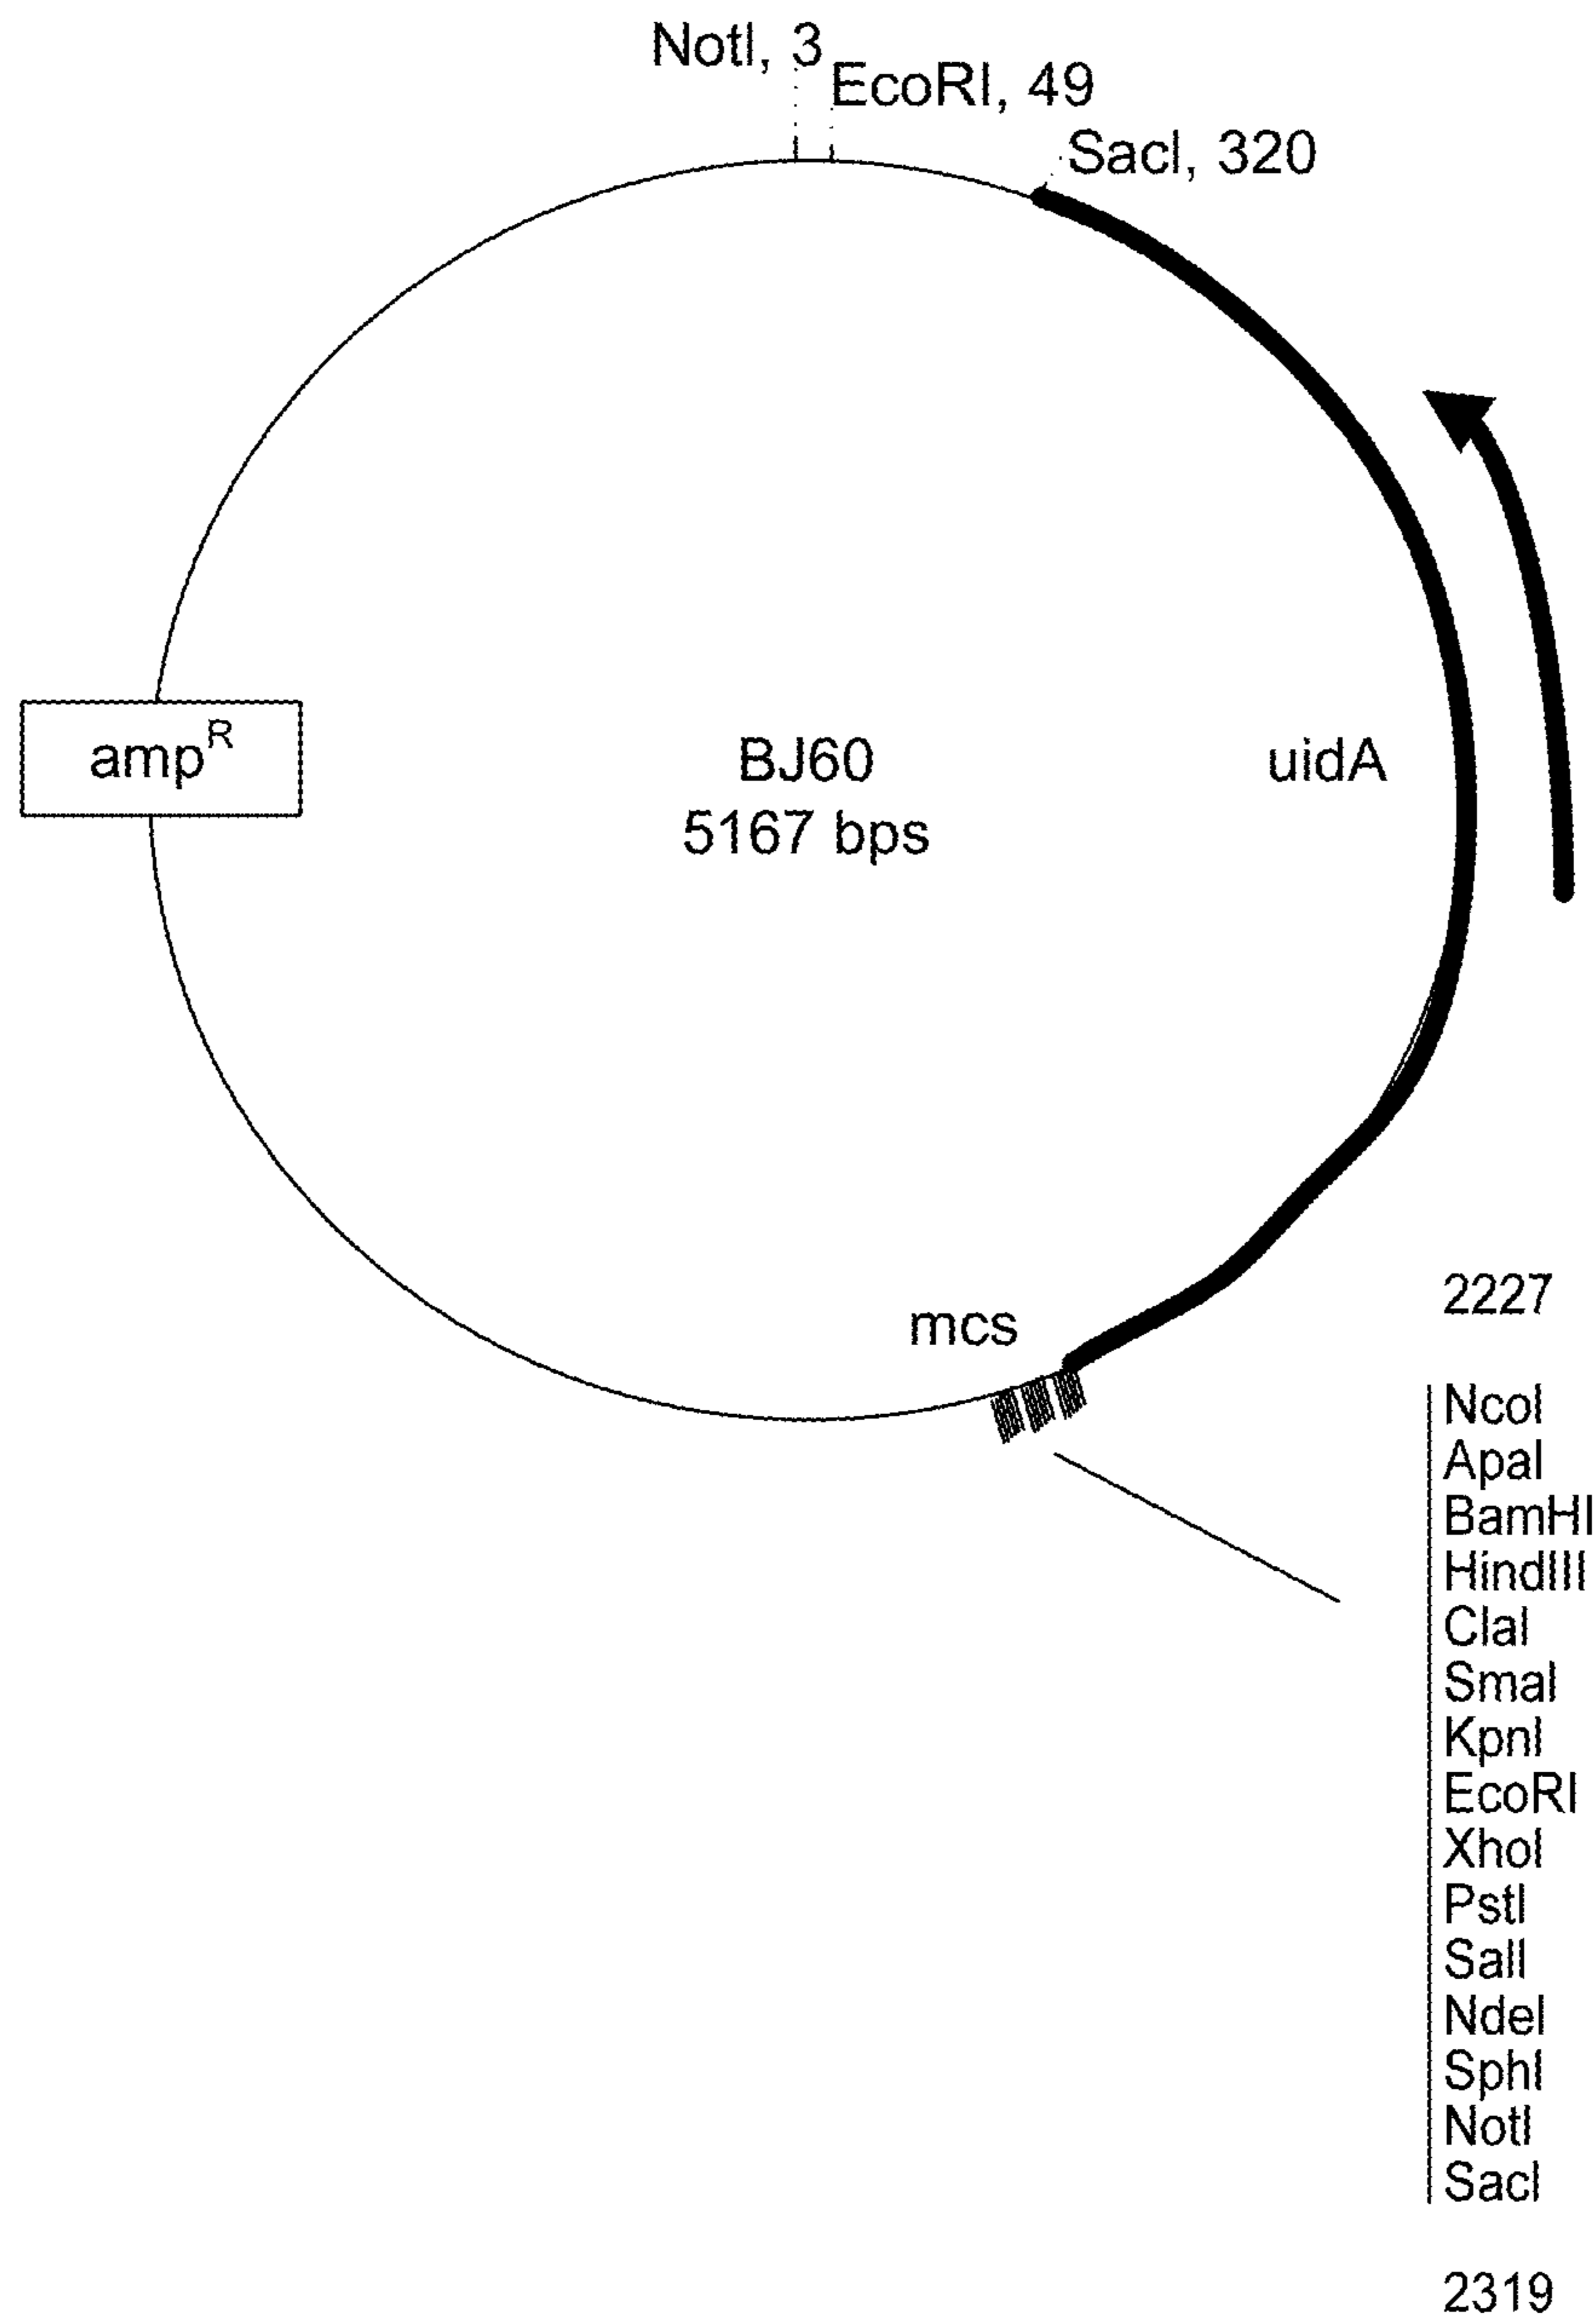 NotI, 3
EcoRI, 49
SacI, 320
amp^R
BJ60
5167 bps
uidA
mcs
2227
NcoI
ApaI
BamHI
HindIII
ClaI
SmaI
KpnI
EcoRI
XhoI
PstI
SalI
NdeI
SphI
NotI
SacI
2319